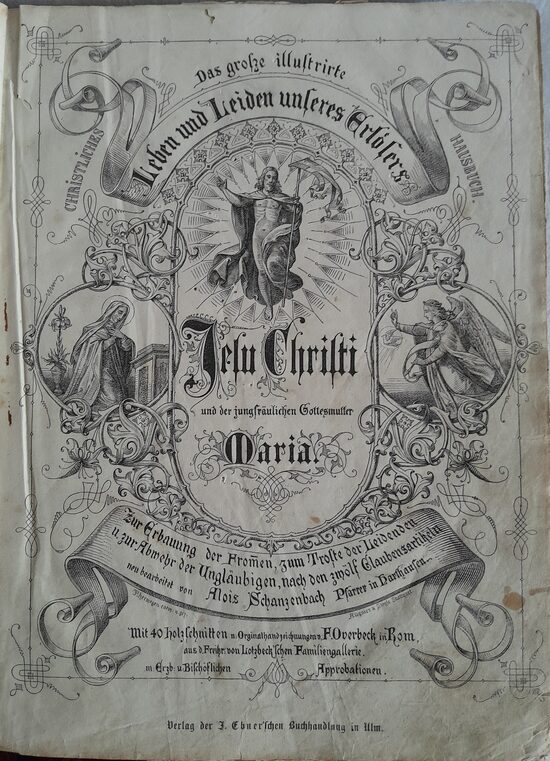 Das große illustrirte
Leben und Leiden unseres Erlösers
CHRISTLICHES
HAUSBUCH.
Jesu Christi
und der jungfräulichen Gottesmutter
Maria.
Zur Erbauung der Frommen, zum Troste der Leidenden
u. zur Abwehr der Ungläubigen, nach den zwölf Glaubensartikeln
neu bearbeitet von Alois Schanzenbach Pfarrer in
Mit 40 Holzschnitten n. Orginalhandzeichnungen v. F. Overbeck in Rom,
aus d. Freihr. von Lotzbeck'schen Familiengallerie.
m. Erzb. u. Bischöflichen Approbationen.
Verlag der J. Ebner'schen Buchhandlung in Ulm.